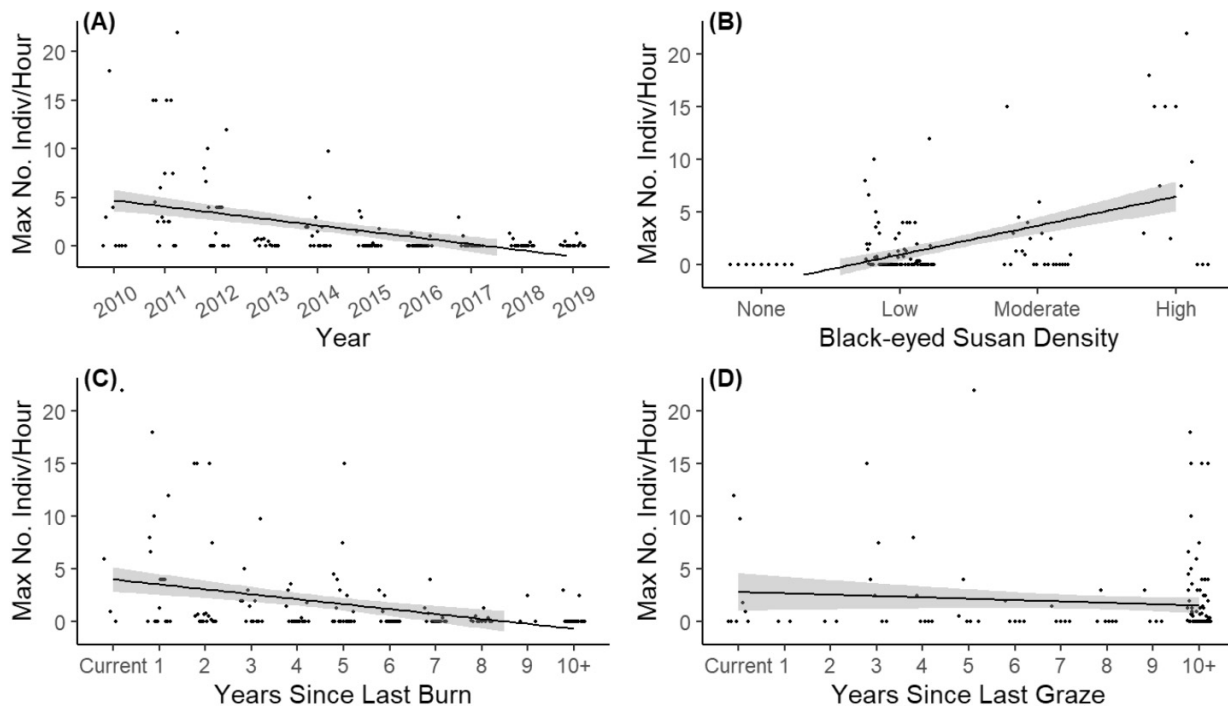 (A)
Max No. Indiv/Hour
20
15
10
5
0
2010 2011 2012 2013 2014 2015 2016 2017 2018 2019
Year
(B)
Max No. Indiv/Hour
20
15
10
5
0
None Low Moderate High
Black-eyed Susan Density
(C)
Max No. Indiv/Hour
20
15
10
5
0
Current 1 2 3 4 5 6 7 8 9 10+
Years Since Last Burn
(D)
Max No. Indiv/Hour
20
15
10
5
0
Current 1 2 3 4 5 6 7 8 9 10+
Years Since Last Graze